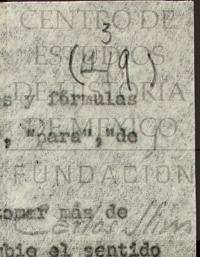 CENTRO DE
ESTUDIOS
DE HISTORIA
DE MEXICO
FUNDACION
Carlos Slim
3
s y fórmulas
, "para", "de
tomar más de
bio el sentido